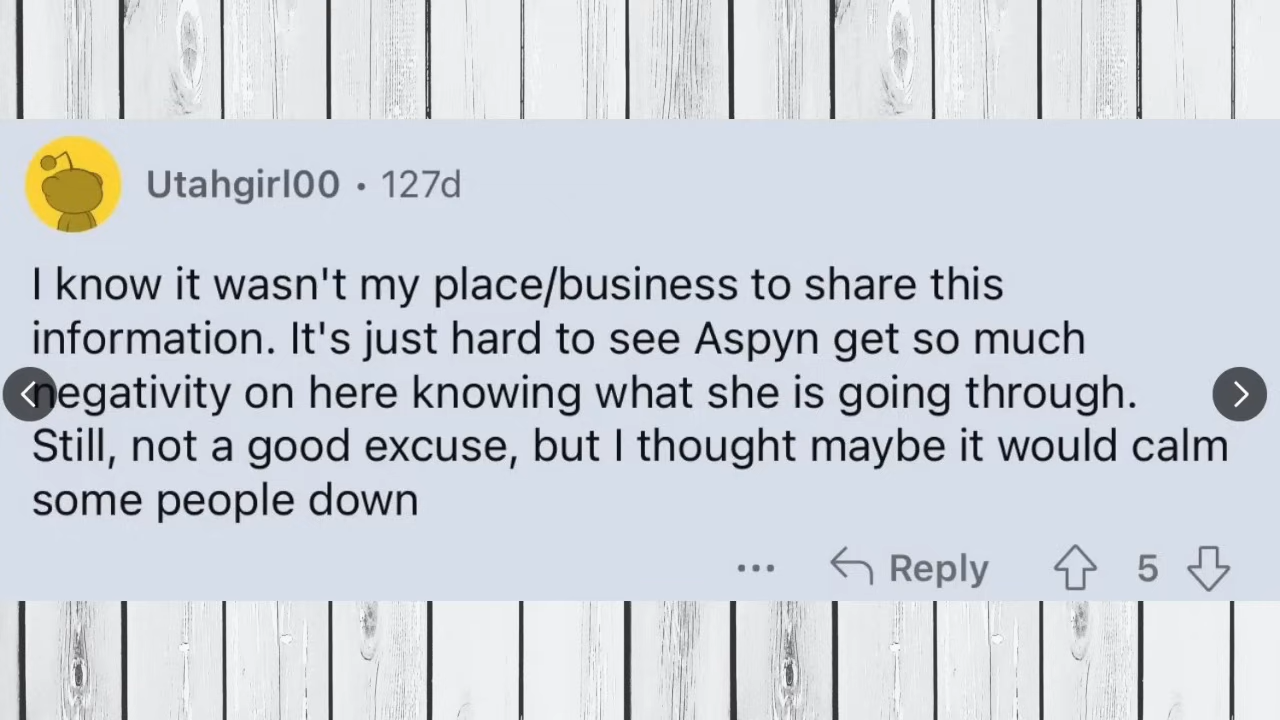 Utahgirl00 • 127d
I know it wasn't my place/business to share this
information. It's just hard to see Aspyn get so much
negativity on here knowing what she is going through.
Still, not a good excuse, but I thought maybe it would calm
some people down
... Reply 5